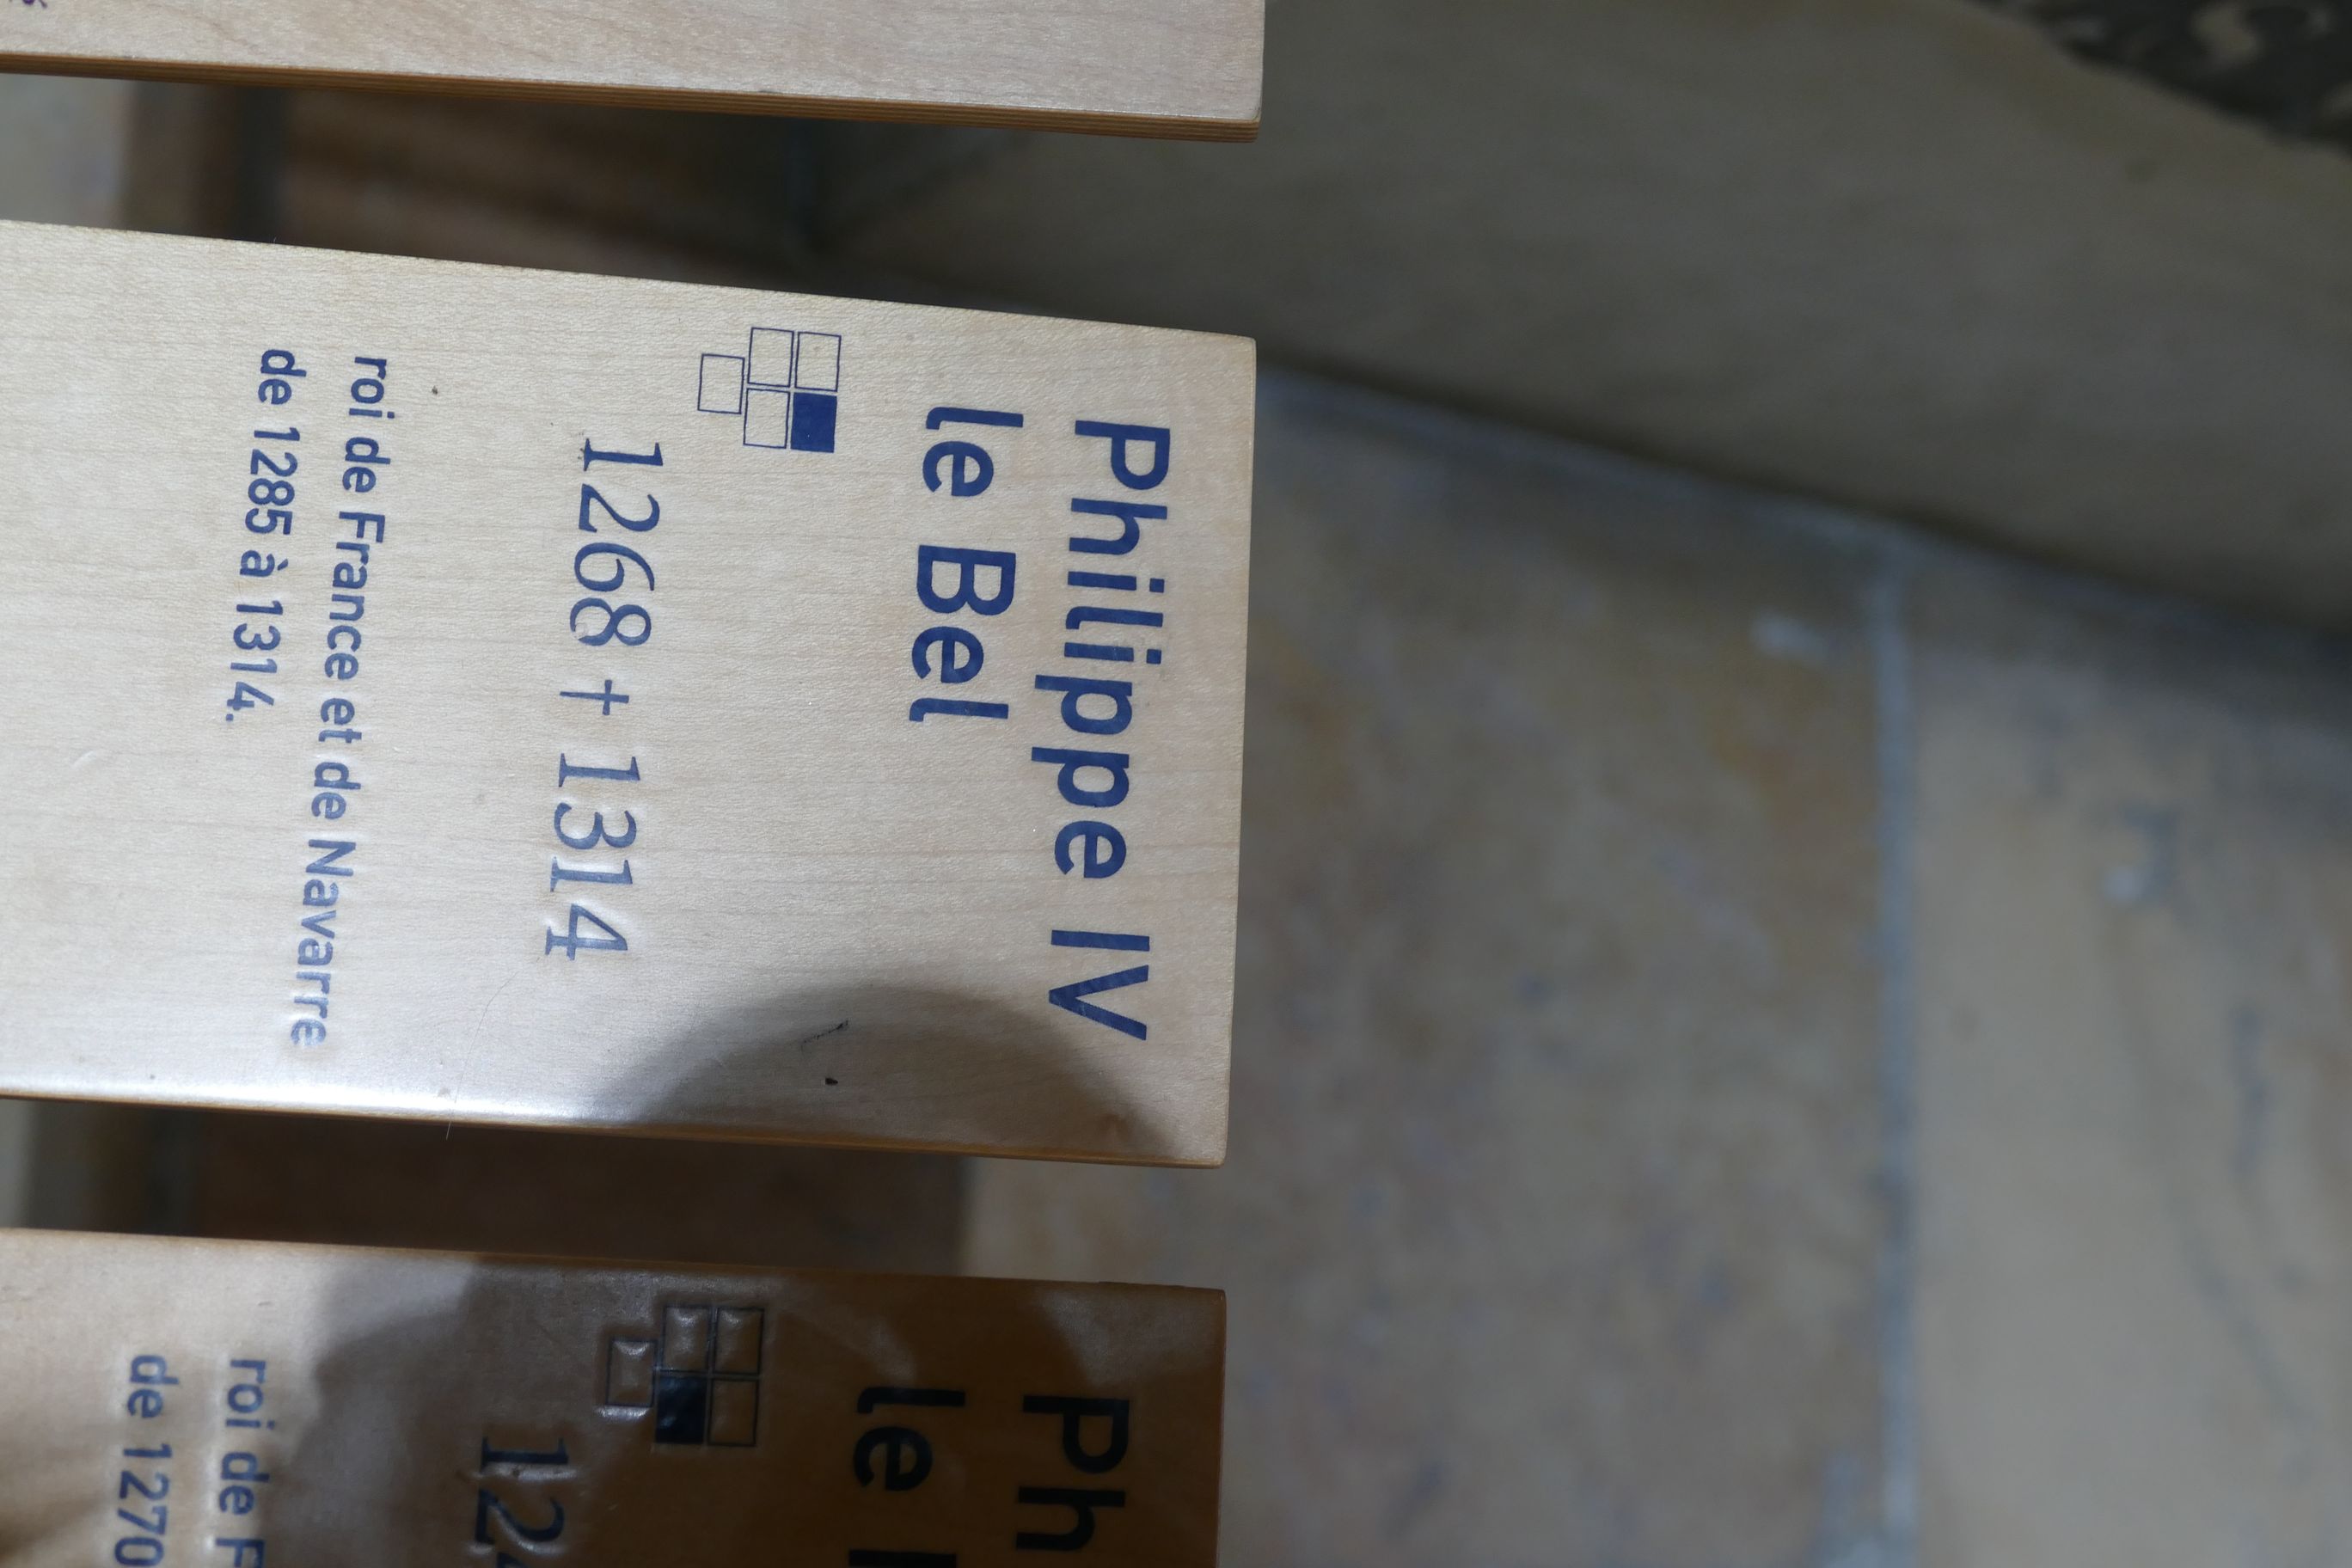 Philippe IV
le Bel
1268 + 1314
roi de France et de Navarre
de 1285 à 1314.
Ph
le
12
roi de F
de 1270